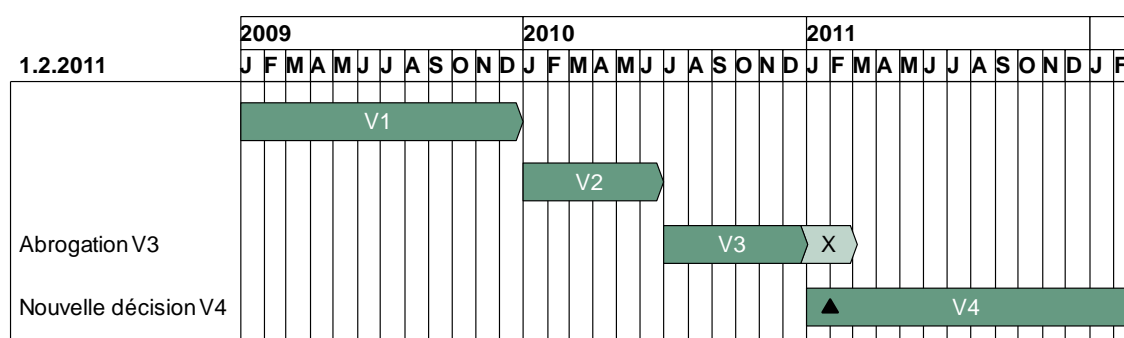 2009 2010 2011
1.2.2011 J F M A M J J A S O N D J F M A M J J A S O N D J F M A M J J A S O N D J F
V1
V2
Abrogation V3 V3 X
Nouvelle décision V4 V4